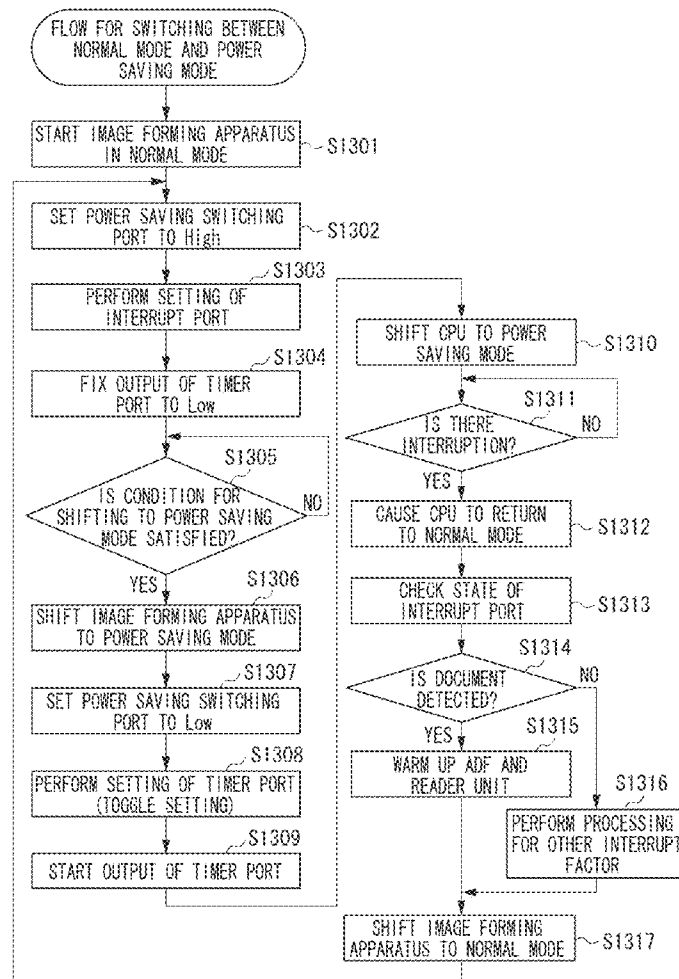 FLOW FOR SWITCHING BETWEEN
NORMAL MODE AND POWER
SAVING MODE
START IMAGE FORMING APPARATUS
IN NORMAL MODE
S1301
SET POWER SAVING SWITCHING
PORT TO High
S1302
S1303
PERFORM SETTING OF
INTERRUPT PORT
S1304
FIX OUTPUT OF TIMER
PORT TO Low
S1305
IS CONDITION FOR
SHIFTING TO POWER SAVING
MODE SATISFIED?
NO
YES
S1306
SHIFT IMAGE FORMING APPARATUS
TO POWER SAVING MODE
S1307
SET POWER SAVING SWITCHING
PORT TO Low
S1308
PERFORM SETTING OF TIMER PORT
(TOGGLE SETTING)
S1309
START OUTPUT OF TIMER PORT
SHIFT CPU TO POWER
SAVING MODE
S1310
S1311
IS THERE
INTERRUPTION?
NO
YES
CAUSE CPU TO RETURN
TO NORMAL MODE
S1312
CHECK STATE OF
INTERRUPT PORT
S1313
S1314
IS DOCUMENT
DETECTED?
NO
YES
S1315
WARM UP ADF AND
READER UNIT
S1316
PERFORM PROCESSING
FOR OTHER INTERRUPT
FACTOR
SHIFT IMAGE FORMING
APPARATUS TO NORMAL MODE
S1317